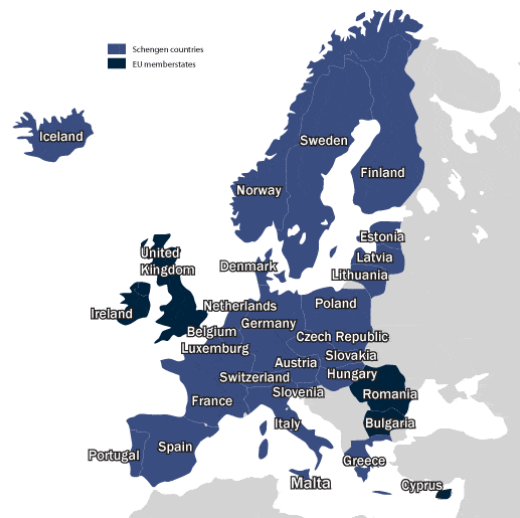 Schengen countries
EU memberstates
Iceland
Sweden
Finland
Norway
Estonia
Latvia
Lithuania
Denmark
United
Kingdom
Ireland
Netherlands
Poland
Germany
Belgium
Luxemburg
Czech Republic
Slovakia
Austria
Hungary
Switzerland
Slovenia
Romania
France
Italy
Bulgaria
Portugal
Spain
Greece
Malta
Cyprus